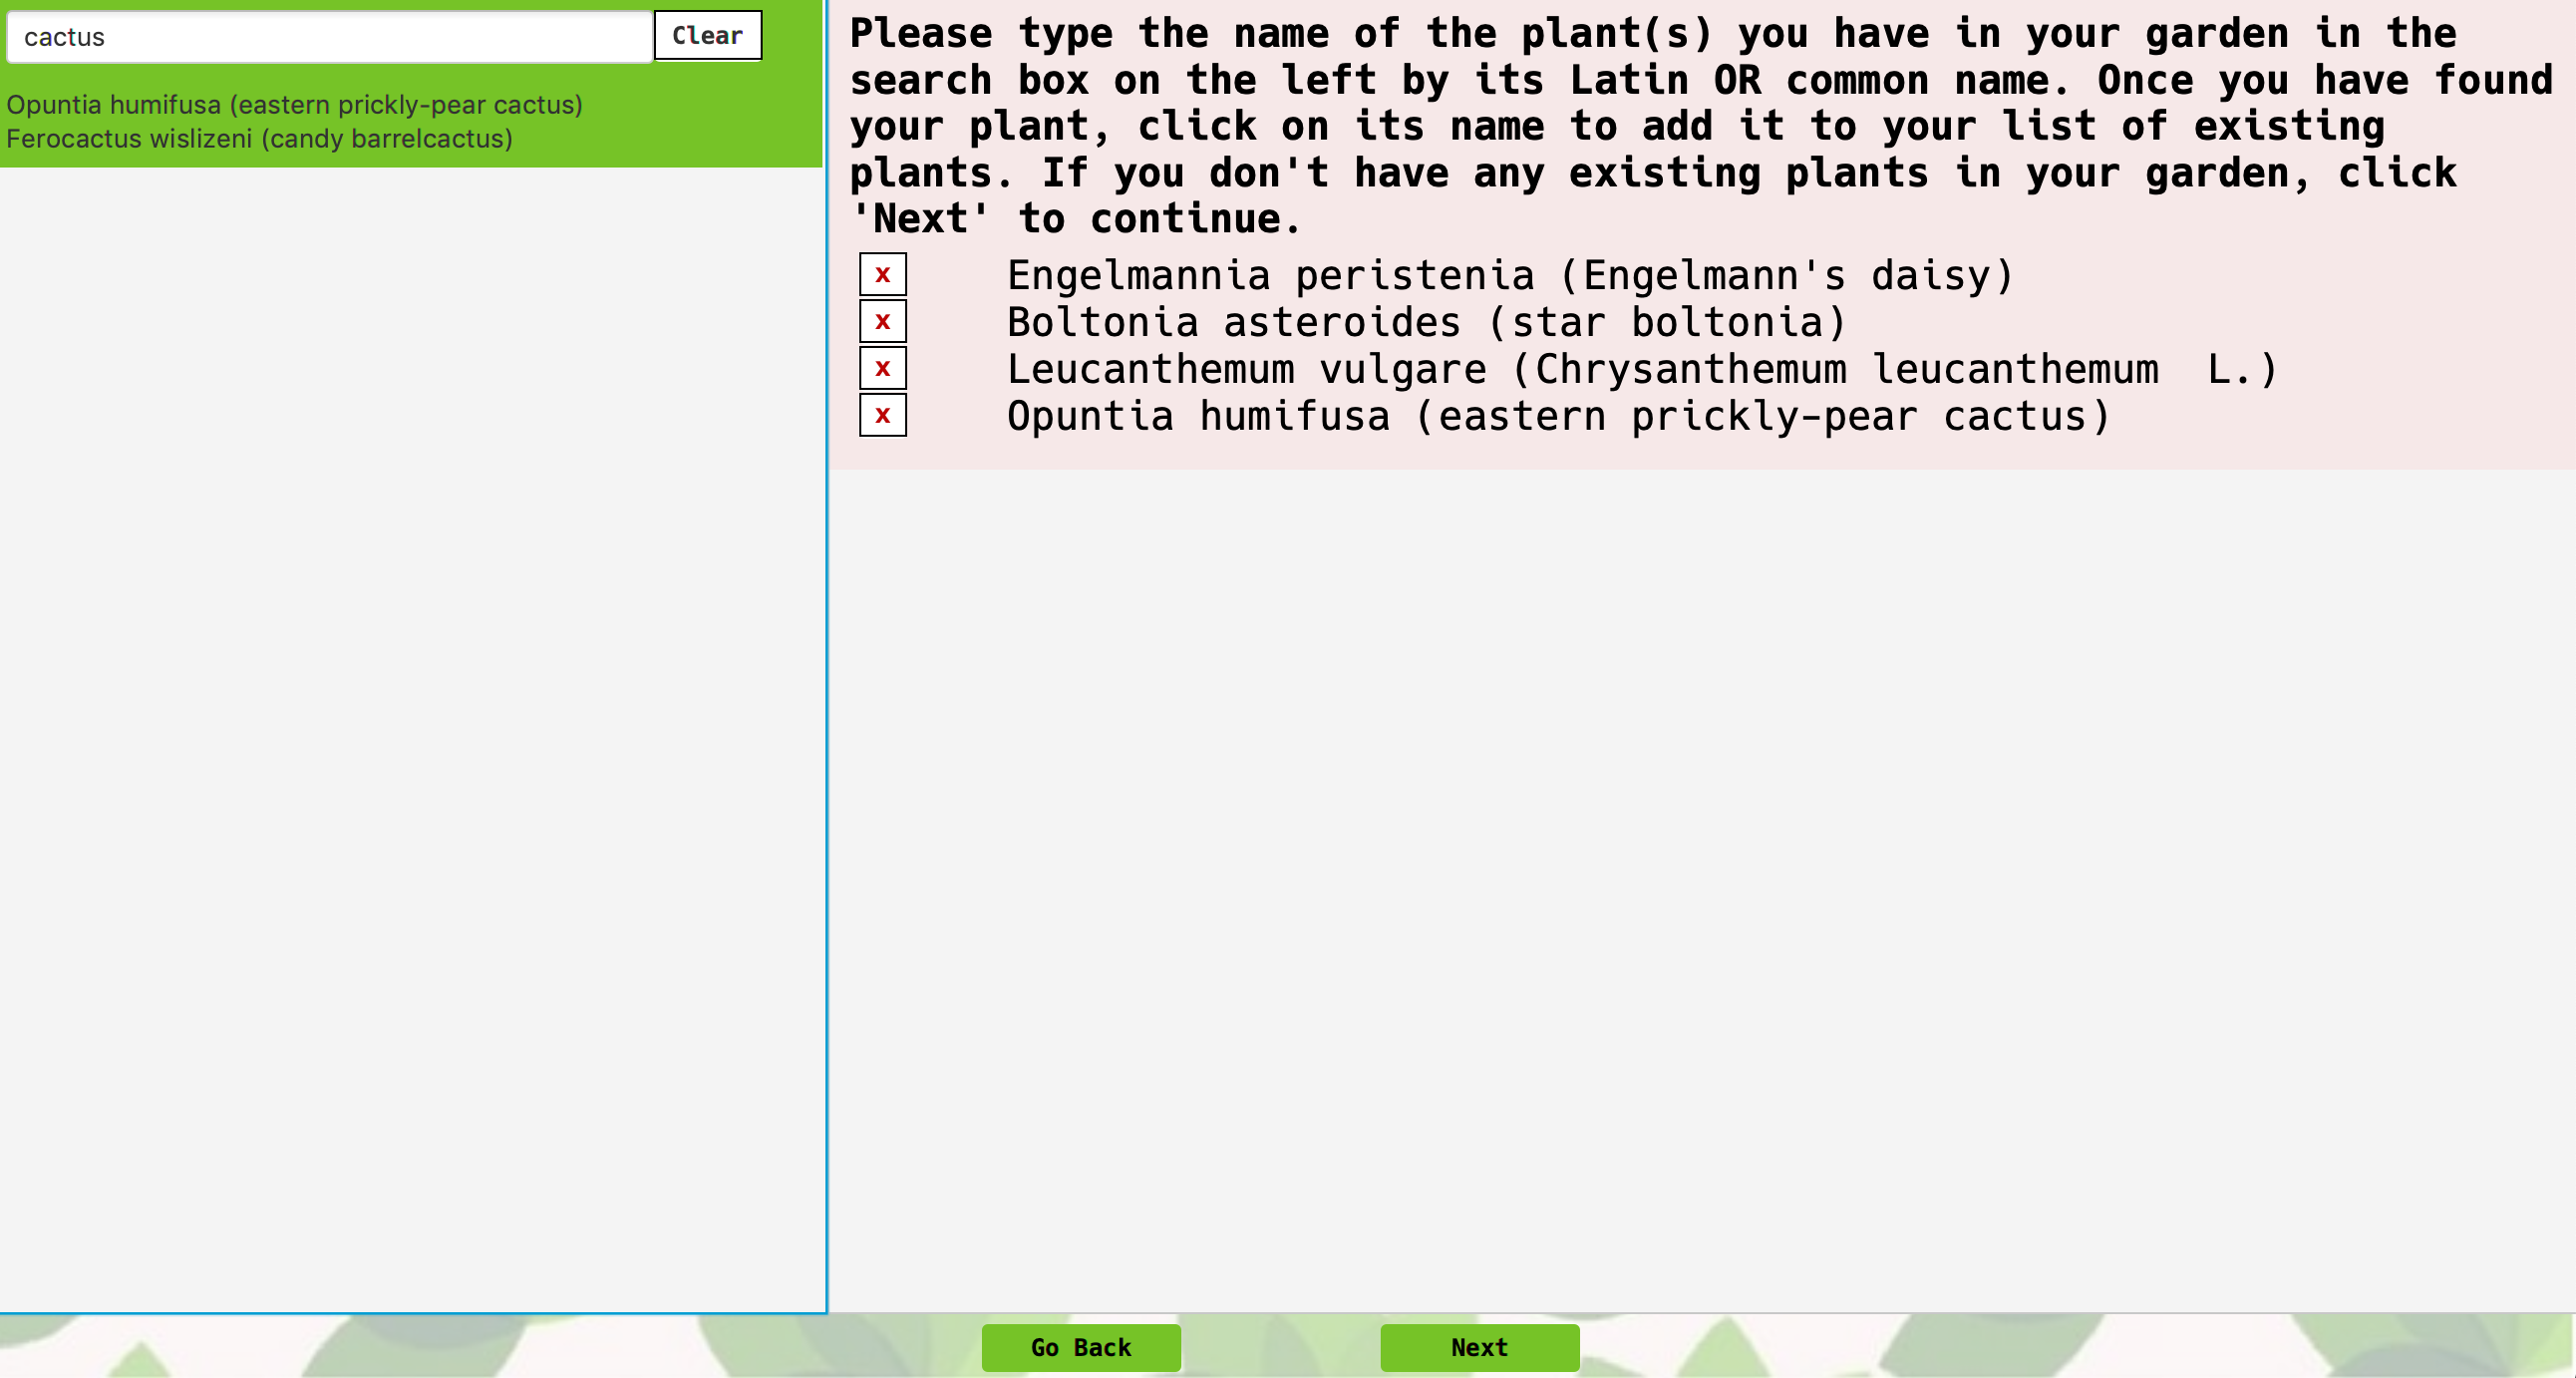 cactus
Clear
Opuntia humifusa (eastern prickly-pear cactus)
Ferocactus wislizeni (candy barrelcactus)
Please type the name of the plant(s) you have in your garden in the
search box on the left by its Latin OR common name. Once you have found
your plant, click on its name to add it to your list of existing
plants. If you don't have any existing plants in your garden, click
'Next' to continue.
x Engelmannia peristenia (Engelmann's daisy)
x Boltonia asteroides (star boltonia)
x Leucanthemum vulgare (Chrysanthemum leucanthemum  L.)
x Opuntia humifusa (eastern prickly-pear cactus)
Go Back
Next